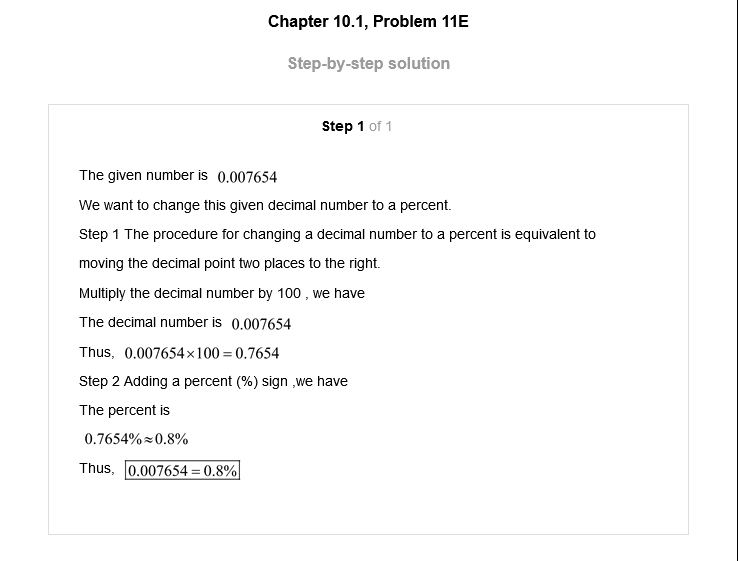 Chapter 10.1, Problem 11E
Step-by-step solution
Step 1 of 1
The given number is 0.007654
We want to change this given decimal number to a percent.
Step 1 The procedure for changing a decimal number to a percent is equivalent to
moving the decimal point two places to the right.
Multiply the decimal number by 100 , we have
The decimal number is 0.007654
Thus, 0.007654×100 = 0.7654
Step 2 Adding a percent (%) sign ,we have
The percent is
0.7654%≈0.8%
Thus, 0.007654 = 0.8%